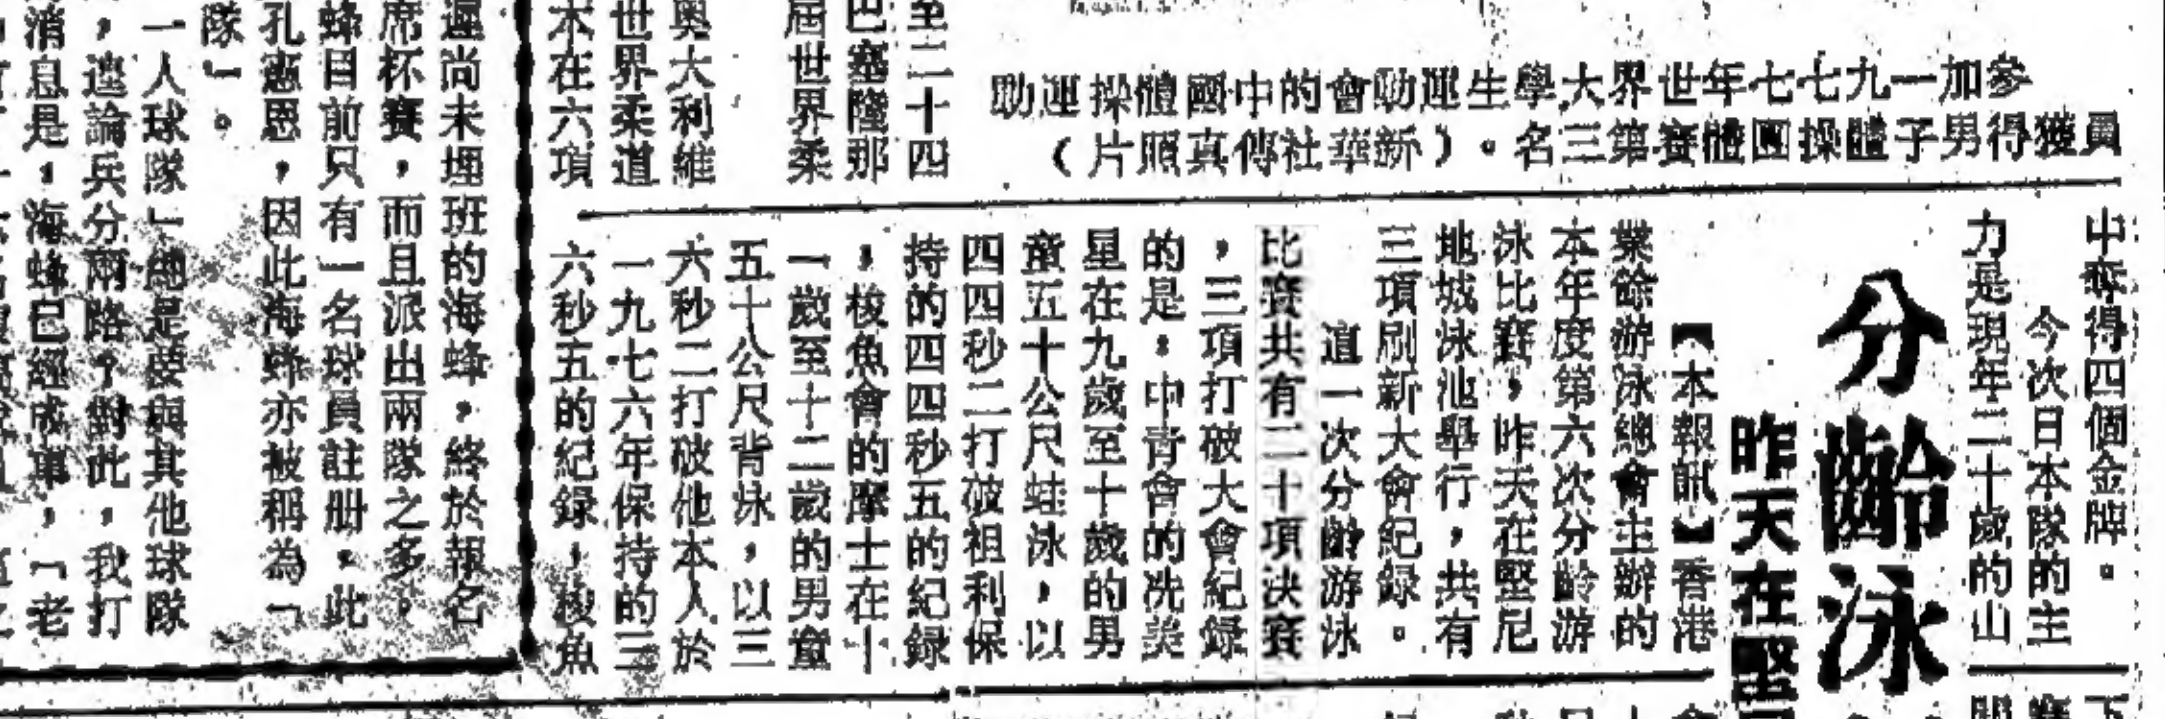 參加一九七七年世界大學生運動會的中國體操運動
員獲得男子體操團體賽第三名。(新華社傳真照片)
中奪得四個金牌。
今次日本隊的主
力是現年二十歲的山
分齡泳
昨天在堅尼
【本報訊】香港
業餘游泳總會主辦的
本年度第六次分齡游
泳比賽,昨天在堅尼
地城泳池舉行,共有
三項刷新大會紀錄。
這一次分齡游泳
比賽共有二十項決賽
,三項打破大會紀錄
的是:中青會的冼美
星在九歲至十歲的男
童五十公尺蛙泳,以
四四秒二打破祖利保
持的四四秒五的紀錄
,梭魚會的摩士在十
一歲至十二歲的男童
五十公尺背泳,以三
六秒二打破他本人於
一九七六年保持的三
六秒五的紀錄,梭魚
至二十四
巴塞隆那
屆世界柔
奧大利維
世界柔道
本在六項
遲尚未埋班的海蜂,終於報名
席杯賽,而且派出兩隊之多。
蜂目前只有一名球員註册。此
孔憲恩,因此海蜂亦被稱為「
隊」。
一人球隊」總是要與其他球隊
,違論兵分兩路?對此,我打
消息是,海蜂已經成軍,「老